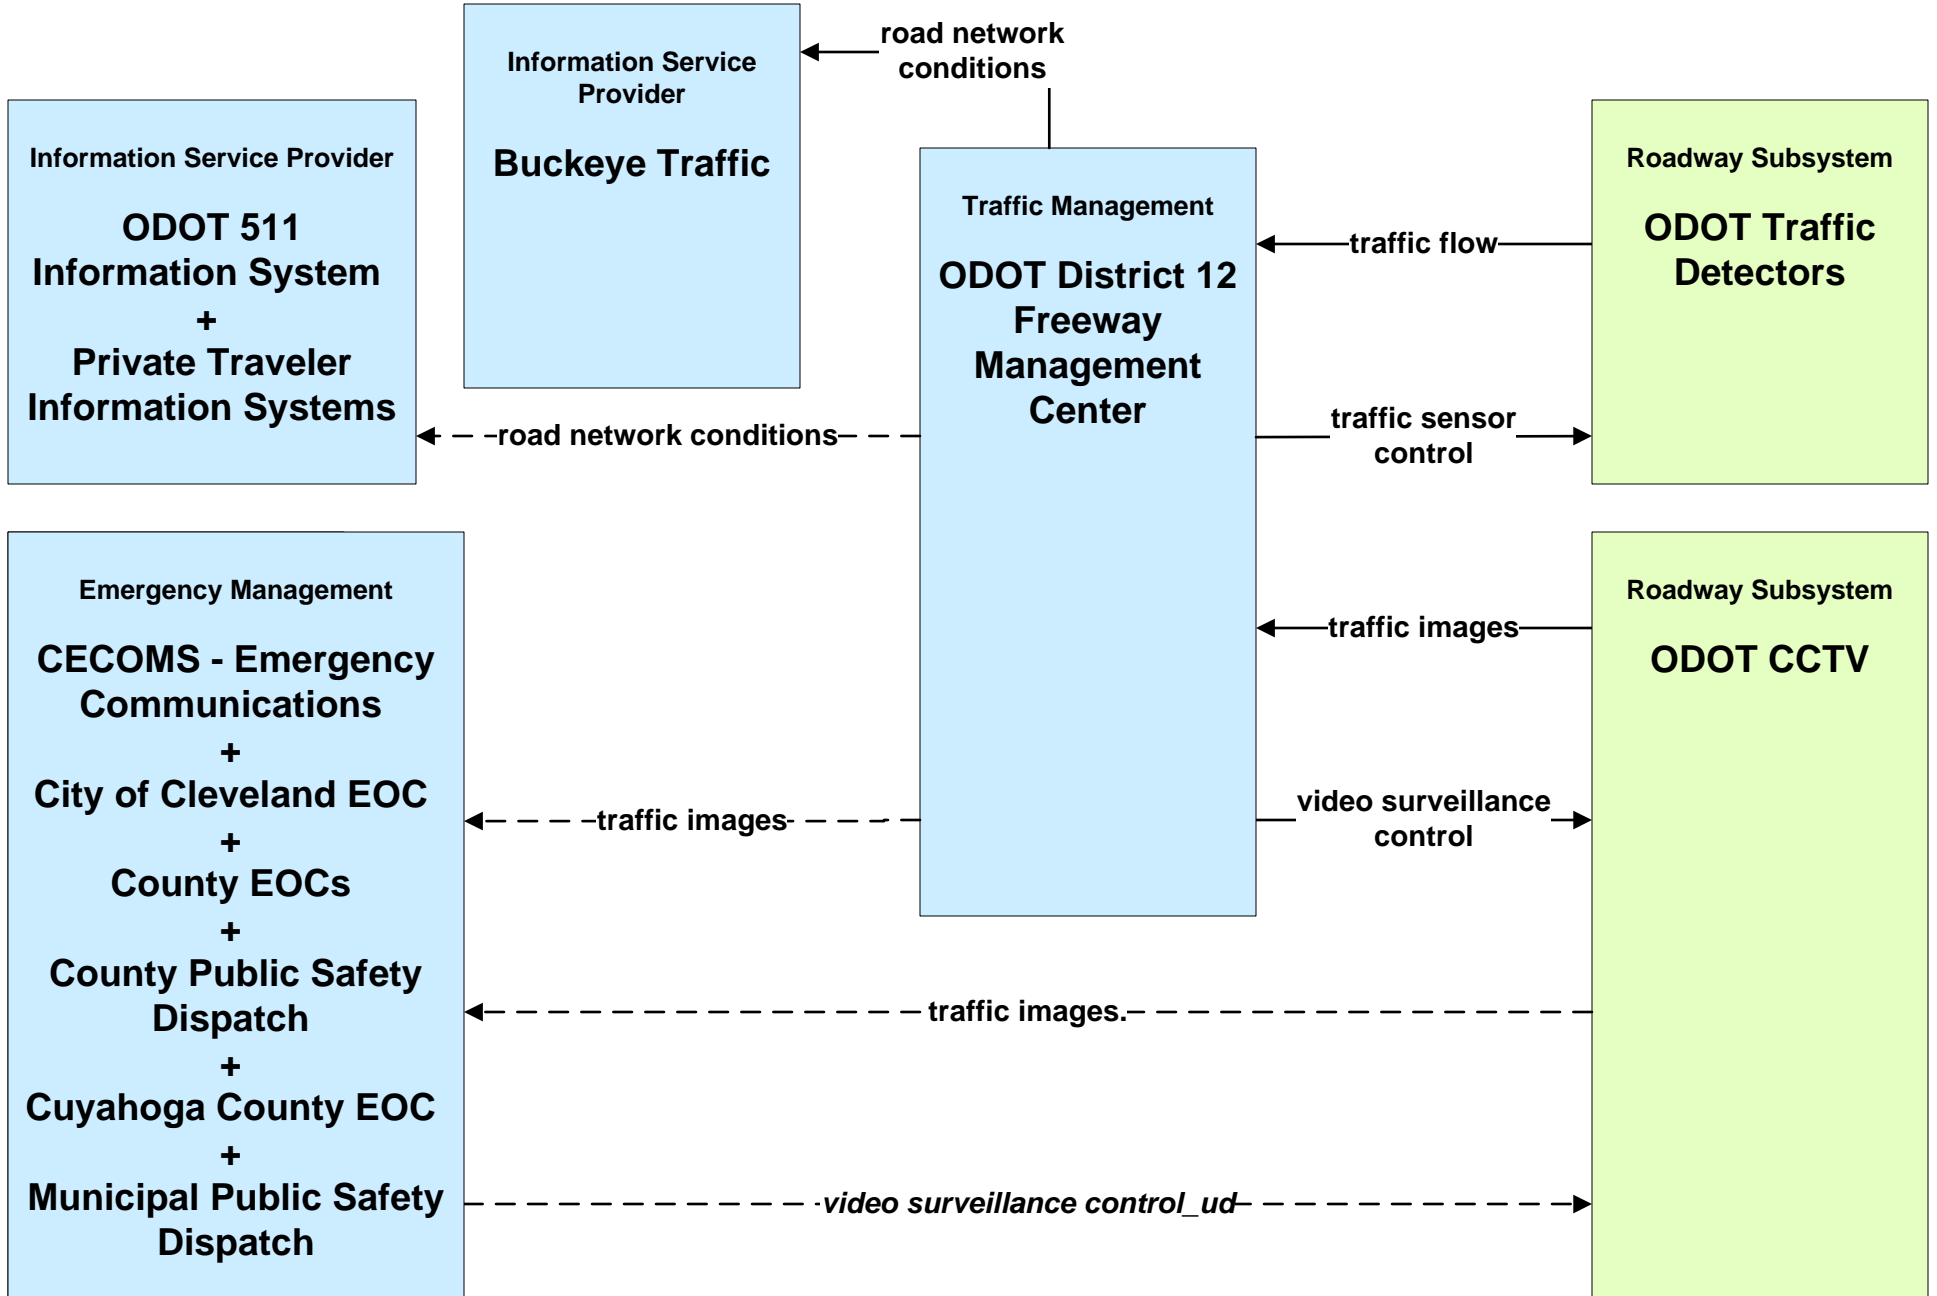 Information Service Provider
ODOT 511
Information System
+
Private Traveler
Information Systems
Information Service
Provider
Buckeye Traffic
road network
conditions
Traffic Management
ODOT District 12
Freeway
Management
Center
Roadway Subsystem
ODOT Traffic
Detectors
traffic flow
traffic sensor
control
road network conditions
Emergency Management
CECOMS - Emergency
Communications
+
City of Cleveland EOC
+
County EOCs
+
County Public Safety
Dispatch
+
Cuyahoga County EOC
+
Municipal Public Safety
Dispatch
Roadway Subsystem
ODOT CCTV
traffic images
video surveillance
control
traffic images
traffic images.
video surveillance control_ud